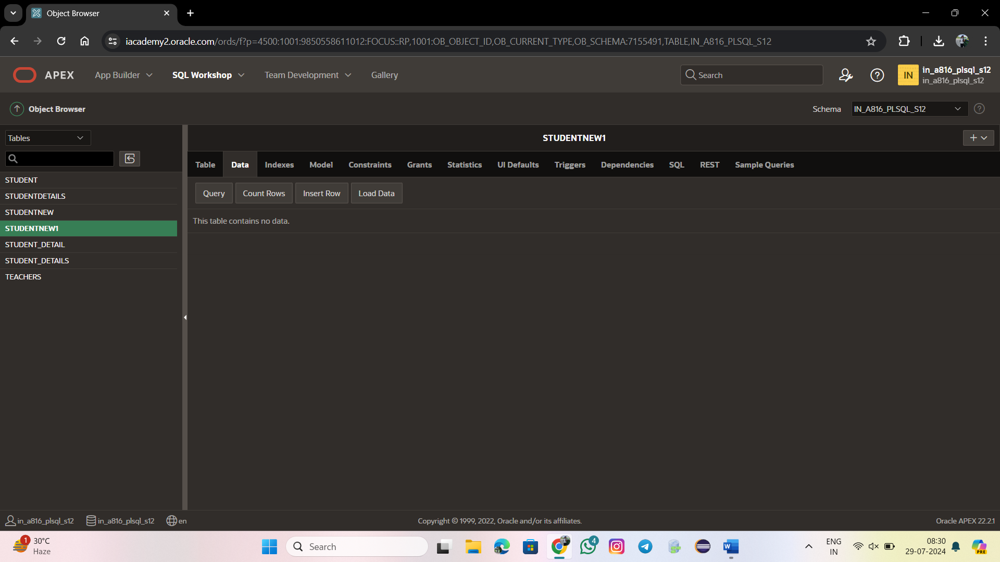 Object Browser
iacademy2.oracle.com/ords/f?p=4500:1001:9850558611012:FOCUS::RP,1001:OB_OBJECT_ID,OB_CURRENT_TYPE,OB_SCHEMA:7155491,TABLE,IN_A816_PLSQL_S12
APEX App Builder SQL Workshop Team Development Gallery Search IN in_a816_plsql_s12
in_a816_plsql_s12
Object Browser Schema IN_A816_PLSQL_S12
Tables STUDENTNEW1
Table Data Indexes Model Constraints Grants Statistics UI Defaults Triggers Dependencies SQL REST Sample Queries
STUDENT
STUDENTDETAILS
STUDENTNEW
STUDENTNEW1
STUDENT_DETAIL
STUDENT_DETAILS
TEACHERS
Query Count Rows Insert Row Load Data
This table contains no data.
in_a816_plsql_s12 in_a816_plsql_s12 en Copyright © 1999, 2022, Oracle and/or its affiliates. Oracle APEX 22.2.1
1 30°C
Haze
Search
4
W
ENG
IN
08:30
29-07-2024
PRE